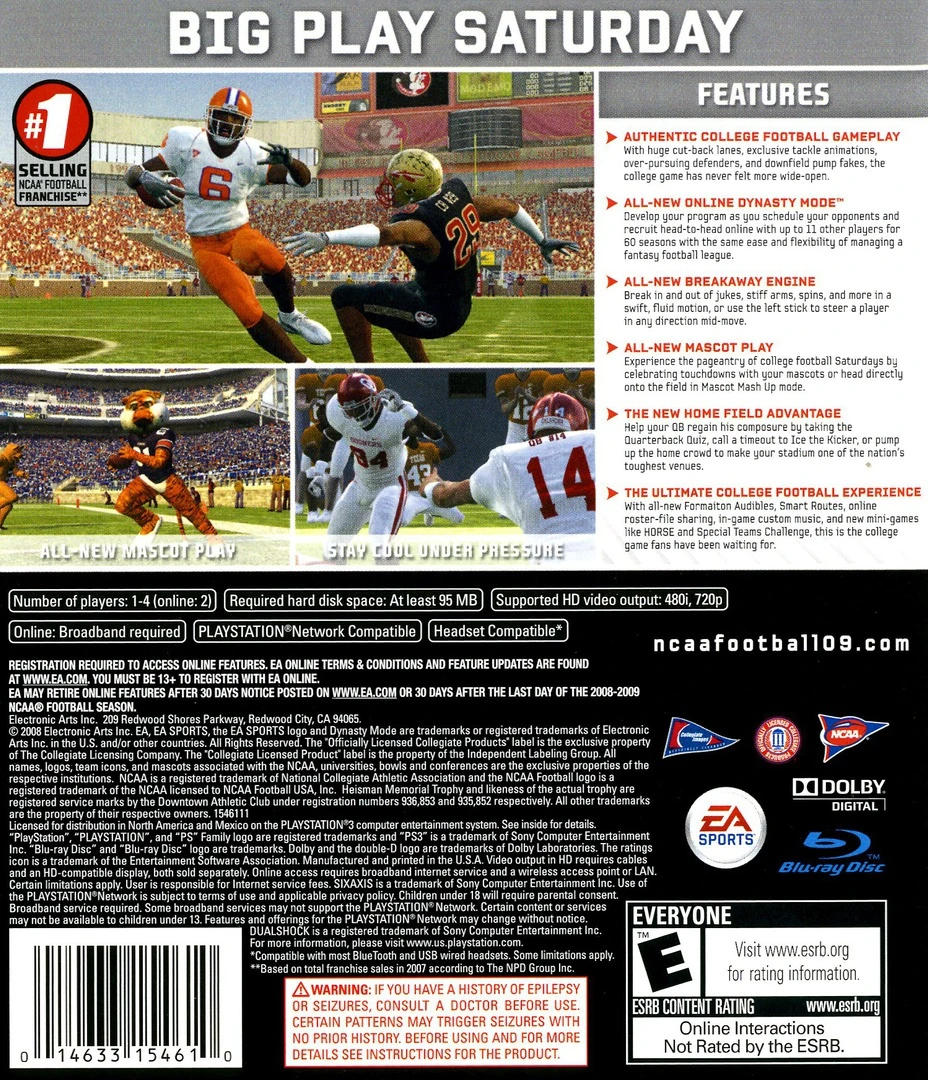 BIG PLAY SATURDAY
#1
SELLING
NCAA® FOOTBALL
FRANCHISE**
6
29
FEATURES
AUTHENTIC COLLEGE FOOTBALL GAMEPLAY
With huge cut-back lanes, exclusive tackle animations,
over-pursuing defenders, and downfield pump fakes, the
college game has never felt more wide-open.
ALL-NEW ONLINE DYNASTY MODE™
Develop your program as you schedule your opponents and
recruit head-to-head online with up to 11 other players for
60 seasons with the same ease and flexibility of managing a
fantasy football league.
ALL-NEW BREAKAWAY ENGINE
Break in and out of jukes, stiff arms, spins, and more in a
swift, fluid motion, or use the left stick to steer a player
in any direction mid-move.
ALL-NEW MASCOT PLAY
Experience the pageantry of college football Saturdays by
celebrating touchdowns with your mascots or head directly
onto the field in Mascot Mash Up mode.
THE NEW HOME FIELD ADVANTAGE
Help your QB regain his composure by taking the
Quarterback Quiz, call a timeout to Ice the Kicker, or pump
up the home crowd to make your stadium one of the nation's
toughest venues.
THE ULTIMATE COLLEGE FOOTBALL EXPERIENCE
With all-new Formaiton Audibles, Smart Routes, online
roster-file sharing, in-game custom music, and new mini-games
like HORSE and Special Teams Challenge, this is the college
game fans have been waiting for.
SOONERS
84
TEXAS
43
12
QB #14
14
ALL-NEW MASCOT PLAY
STAY COOL UNDER PRESSURE
Number of players: 1-4 (online: 2)
Required hard disk space: At least 95 MB
Supported HD video output: 480i, 720p
Online: Broadband required
PLAYSTATION®Network Compatible
Headset Compatible*
ncaafootball09.com
REGISTRATION REQUIRED TO ACCESS ONLINE FEATURES. EA ONLINE TERMS & CONDITIONS AND FEATURE UPDATES ARE FOUND
AT WWW.EA.COM. YOU MUST BE 13+ TO REGISTER WITH EA ONLINE.
EA MAY RETIRE ONLINE FEATURES AFTER 30 DAYS NOTICE POSTED ON WWW.EA.COM OR 30 DAYS AFTER THE LAST DAY OF THE 2008-2009
NCAA® FOOTBALL SEASON.
Electronic Arts Inc. 209 Redwood Shores Parkway, Redwood City, CA 94065.
© 2008 Electronic Arts Inc. EA, EA SPORTS, the EA SPORTS logo and Dynasty Mode are trademarks or registered trademarks of Electronic
Arts Inc. in the U.S. and/or other countries. All Rights Reserved. The "Officially Licensed Collegiate Products" label is the exclusive property
of The Collegiate Licensing Company. The "Collegiate Licensed Product" label is the property of the Independent Labeling Group. All
names, logos, team icons, and mascots associated with the NCAA, universities, bowls and conferences are the exclusive properties of the
respective institutions. NCAA is a registered trademark of National Collegiate Athletic Association and the NCAA Football logo is a
registered trademark of the NCAA licensed to NCAA Football USA, Inc. Heisman Memorial Trophy and likeness of the actual trophy are
registered service marks by the Downtown Athletic Club under registration numbers 936,853 and 935,852 respectively. All other trademarks
are the property of their respective owners. 1546111
Licensed for distribution in North America and Mexico on the PLAYSTATION®3 computer entertainment system. See inside for details.
"PlayStation", "PLAYSTATION", and "PS" Family logo are registered trademarks and "PS3" is a trademark of Sony Computer Entertainment
Inc. "Blu-ray Disc" and "Blu-ray Disc" logo are trademarks. Dolby and the double-D logo are trademarks of Dolby Laboratories. The ratings
icon is a trademark of the Entertainment Software Association. Manufactured and printed in the U.S.A. Video output in HD requires cables
and an HD-compatible display, both sold separately. Online access requires broadband internet service and a wireless access point or LAN.
Certain limitations apply. User is responsible for Internet service fees. SIXAXIS is a trademark of Sony Computer Entertainment Inc. Use of
the PLAYSTATION®Network is subject to terms of use and applicable privacy policy. Children under 18 will require parental consent.
Broadband service required. Some broadband services may not support the PLAYSTATION® Network. Certain content or services
may not be available to children under 13. Features and offerings for the PLAYSTATION® Network may change without notice.
DUALSHOCK is a registered trademark of Sony Computer Entertainment Inc.
For more information, please visit www.us.playstation.com.
*Compatible with most BlueTooth and USB wired headsets. Some limitations apply.
**Based on total franchise sales in 2007 according to The NPD Group Inc.
Collegiate Images
NCAA
EA
SPORTS™
DOLBY
DIGITAL
Blu-ray Disc
0 14633 15461 0
WARNING: IF YOU HAVE A HISTORY OF EPILEPSY
OR SEIZURES, CONSULT A DOCTOR BEFORE USE.
CERTAIN PATTERNS MAY TRIGGER SEIZURES WITH
NO PRIOR HISTORY. BEFORE USING AND FOR MORE
DETAILS SEE INSTRUCTIONS FOR THE PRODUCT.
EVERYONE
E
Visit www.esrb.org
for rating information.
ESRB CONTENT RATING www.esrb.org
Online Interactions
Not Rated by the ESRB.